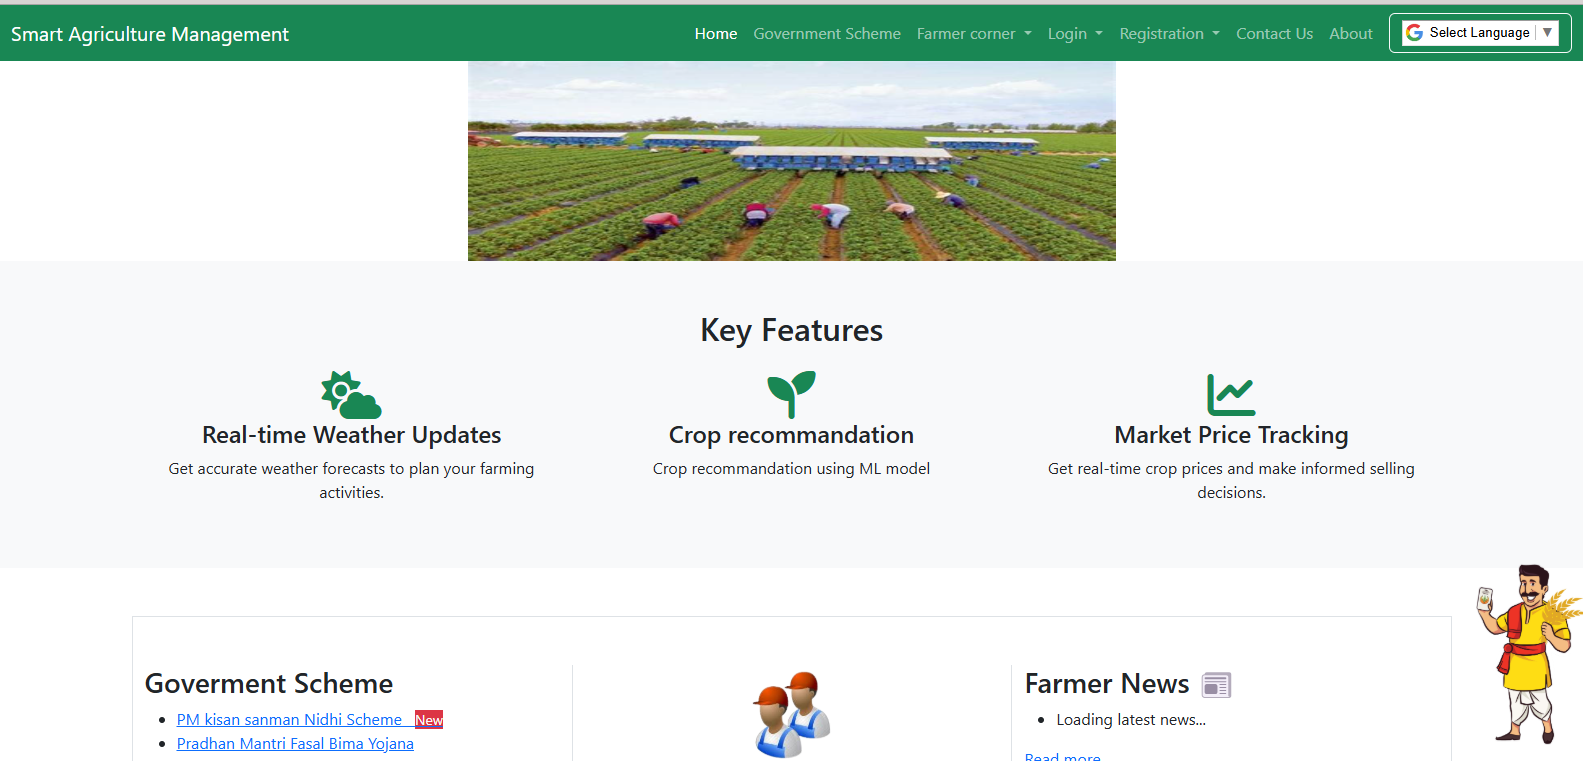 Smart Agriculture Management
Home Government Scheme Farmer corner Login Registration Contact Us About Select Language ▼
Key Features
Real-time Weather Updates
Get accurate weather forecasts to plan your farming
activities.
Crop recommandation
Crop recommandation using ML model
Market Price Tracking
Get real-time crop prices and make informed selling
decisions.
Goverment Scheme
PM kisan sanman Nidhi Scheme New
Pradhan Mantri Fasal Bima Yojana
Farmer News
Loading latest news...
Read more